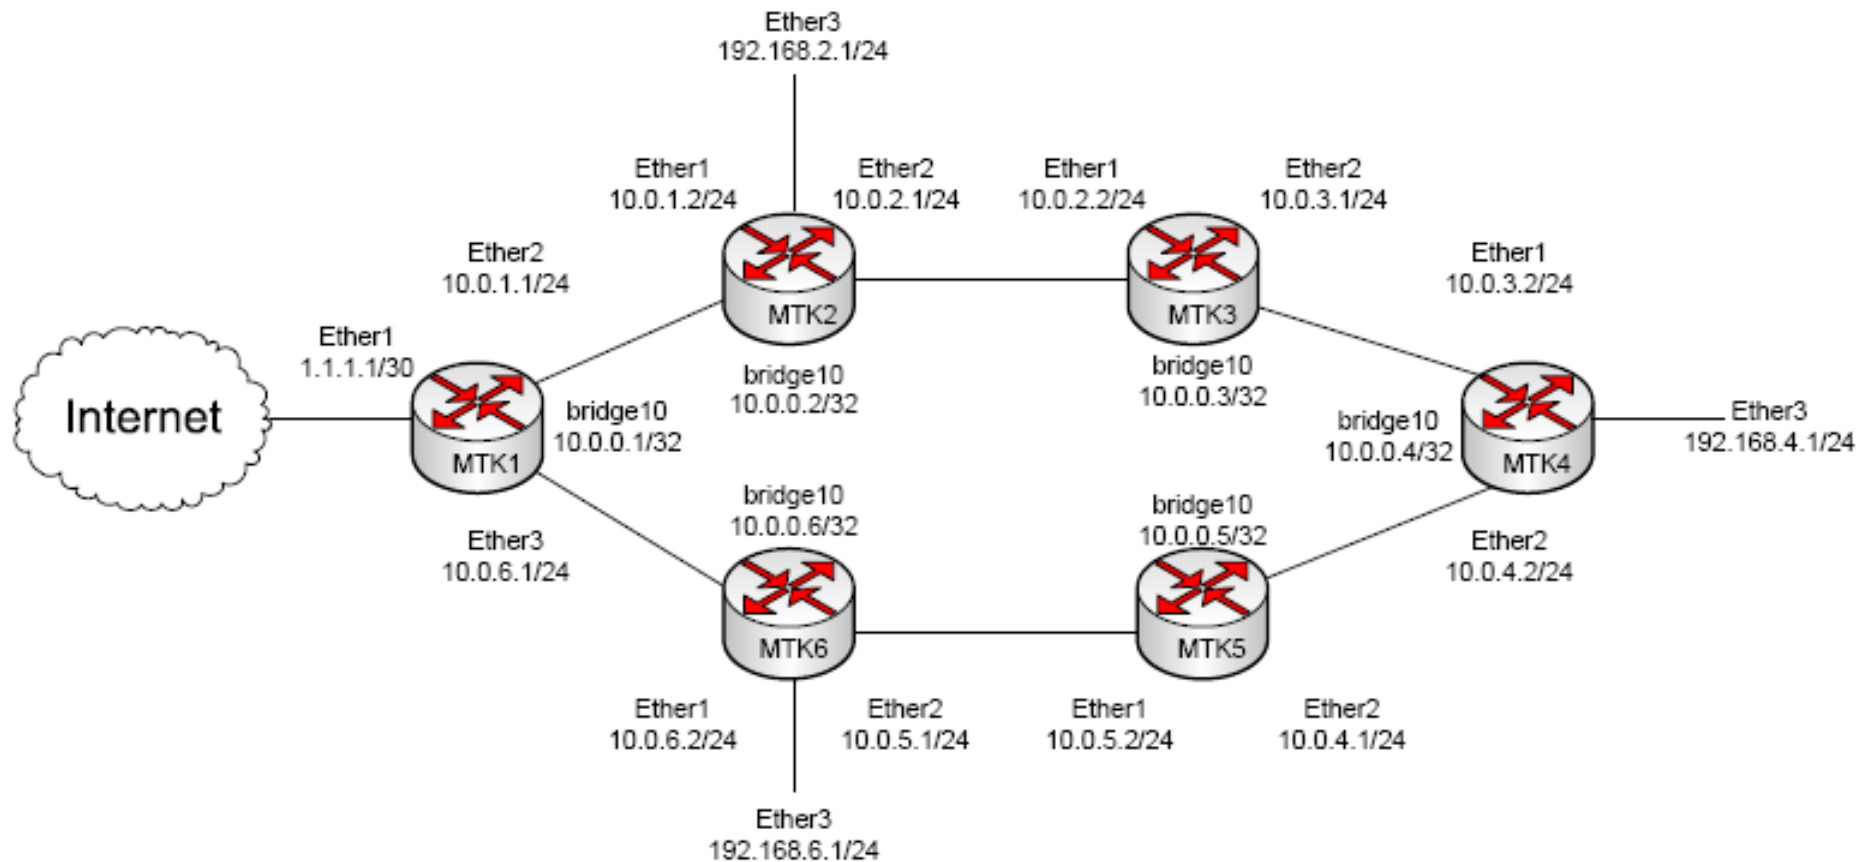 Ether3
192.168.2.1/24
Ether1
10.0.1.2/24
Ether2
10.0.2.1/24
Ether1
10.0.2.2/24
Ether2
10.0.3.1/24
Ether2
10.0.1.1/24
Ether1
10.0.3.2/24
MTK2
MTK3
Ether1
1.1.1.1/30
bridge10
10.0.0.2/32
bridge10
10.0.0.3/32
Internet
bridge10
10.0.0.1/32
MTK1
bridge10
10.0.0.4/32
MTK4
Ether3
192.168.4.1/24
bridge10
10.0.0.6/32
bridge10
10.0.0.5/32
Ether3
10.0.6.1/24
Ether2
10.0.4.2/24
MTK6
MTK5
Ether1
10.0.6.2/24
Ether2
10.0.5.1/24
Ether1
10.0.5.2/24
Ether2
10.0.4.1/24
Ether3
192.168.6.1/24